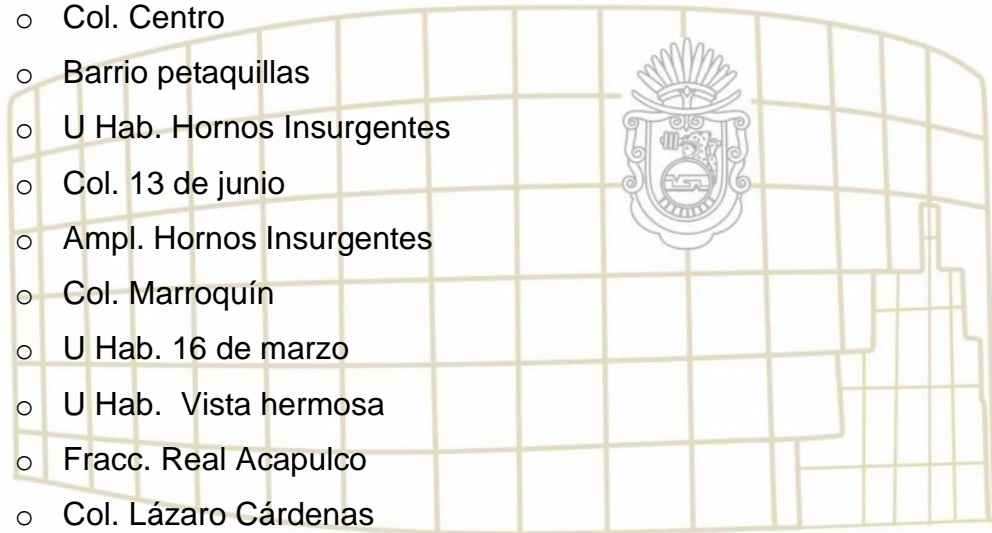 o Col. Centro
o Barrio petaquillas
o U Hab. Hornos Insurgentes
o Col. 13 de junio
o Ampl. Hornos Insurgentes
o Col. Marroquín
o U Hab. 16 de marzo
o U Hab. Vista hermosa
o Fracc. Real Acapulco
o Col. Lázaro Cárdenas